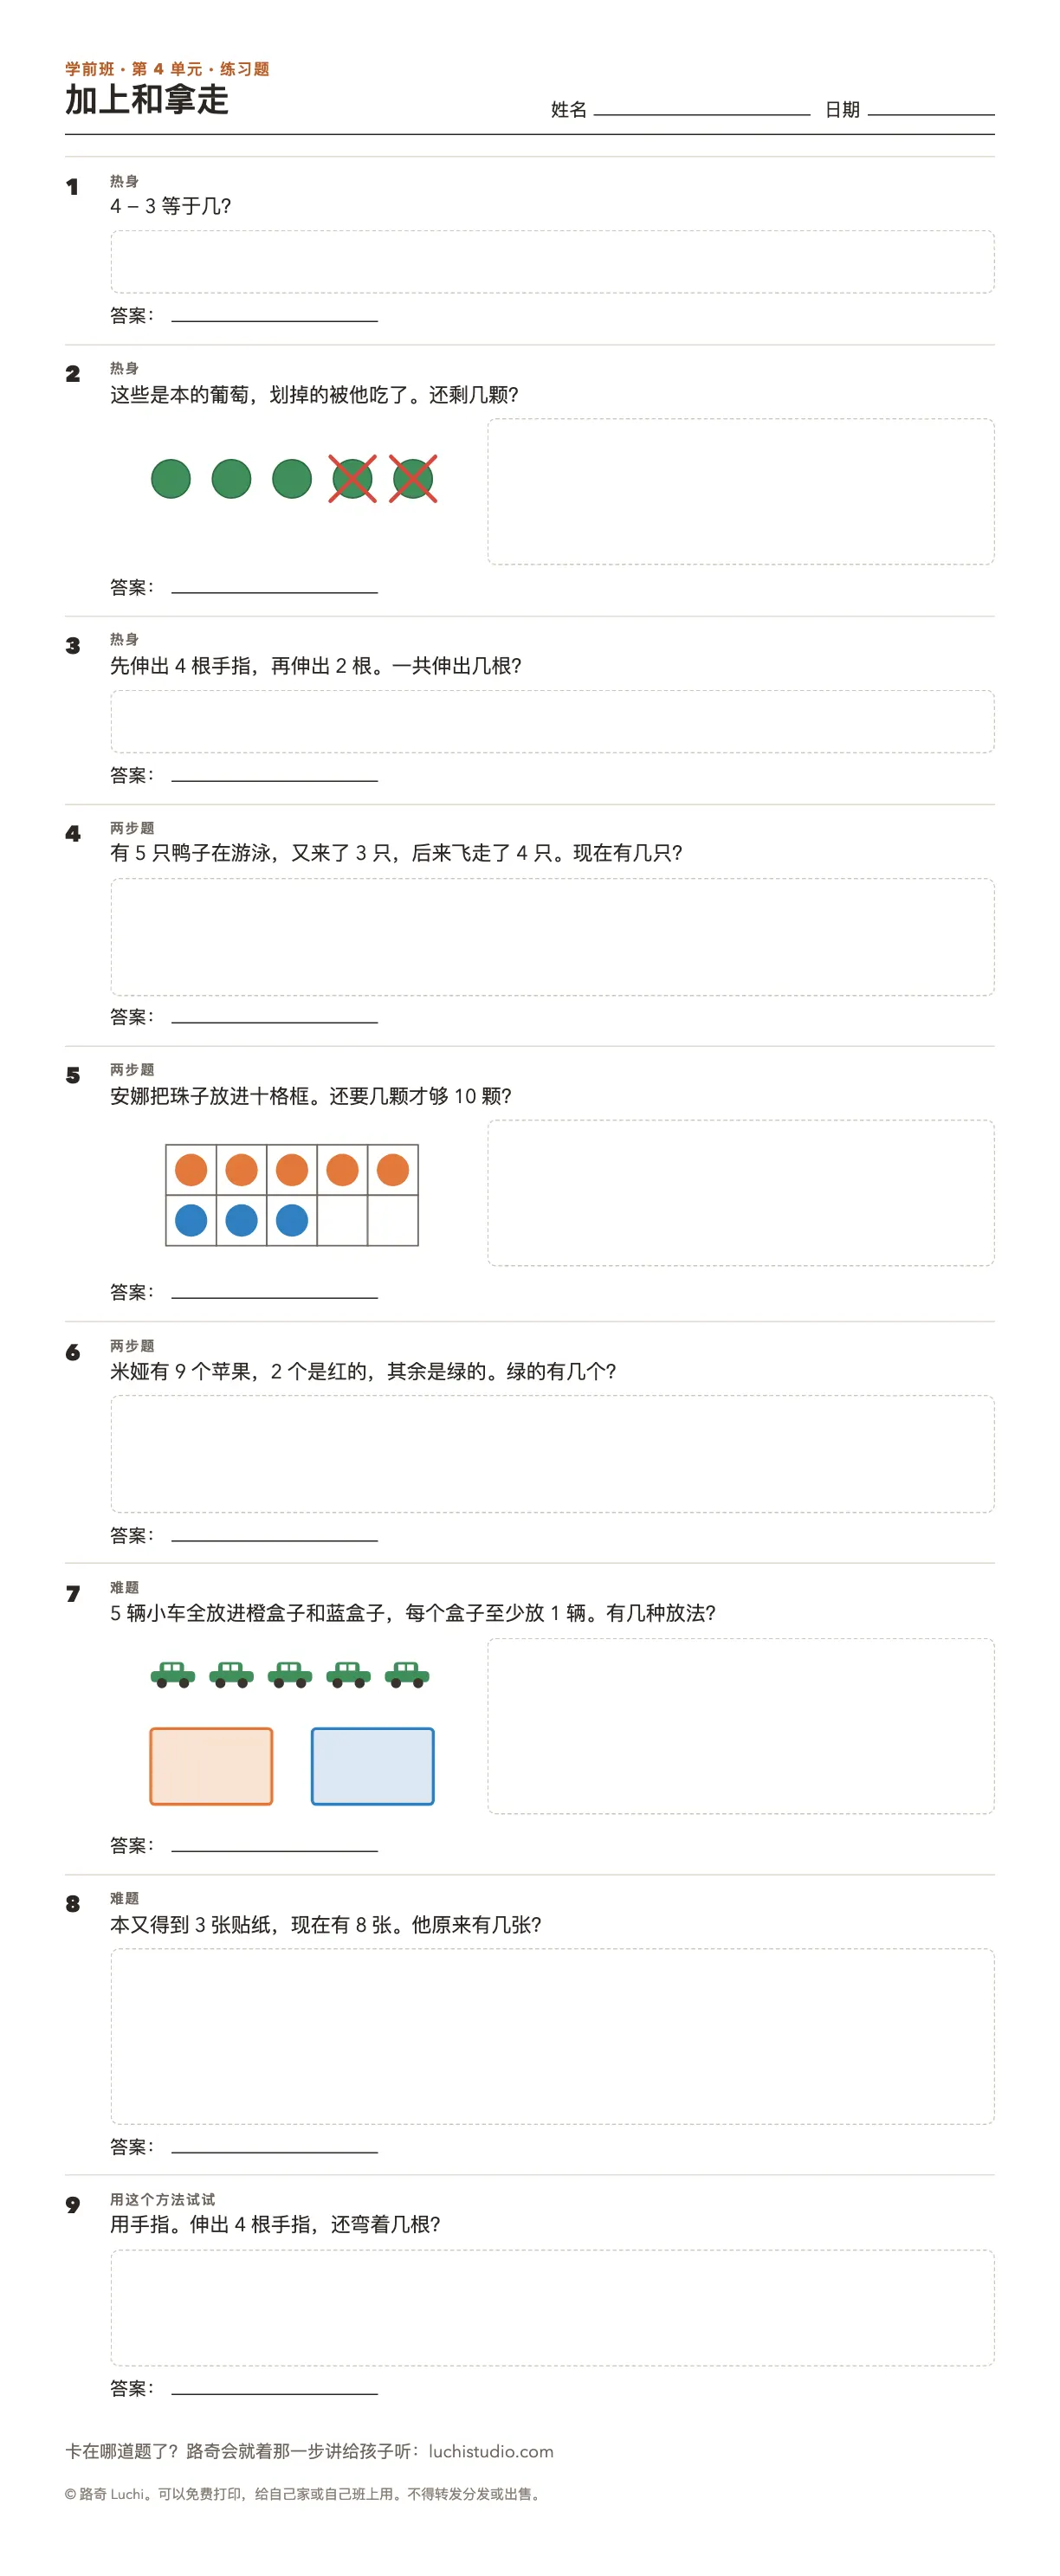 学前班·第 4 单元·练习题
加上和拿走
姓名
日期
1
热身
4 – 3 等于几?
答案:
2
热身
这些是本的葡萄，划掉的被他吃了。还剩几颗?
答案:
3
热身
先伸出 4 根手指，再伸出 2 根。一共伸出几根?
答案:
4
两步题
有 5 只鸭子在游泳，又来了 3 只，后来飞走了 4 只。现在有几只?
答案:
5
两步题
安娜把珠子放进十格框。还要几颗才够 10 颗?
答案:
6
两步题
米娅有 9 个苹果，2 个是红的，其余是绿的。绿的有几个?
答案:
7
难题
5 辆小车全放进橙盒子和蓝盒子，每个盒子至少放 1 辆。有几种放法?
答案:
8
难题
本又得到 3 张贴纸，现在有 8 张。他原来有几张?
答案:
9
用这个方法试试
用手指。伸出 4 根手指，还弯着几根?
答案:
卡在哪道题了? 路奇会就着那一步讲给孩子听: luchistudio.com
© 路奇 Luchi。可以免费打印，给自己家或自己班上用。不得转发分发或出售。